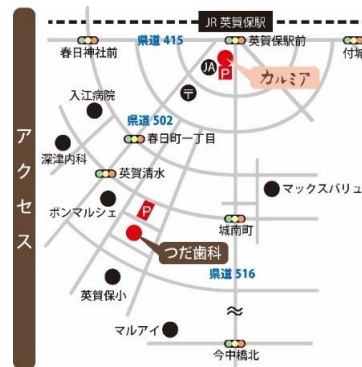 アクセス
JR 英賀保駅
県道 415
春日神社前
英賀保駅前
付城
JA
P
カルミア
〒
入江病院
県道 502
春日町一丁目
深津内科
英賀清水
マックスバリュ
ボンマルシェ
P
城南町
つだ歯科
県道 516
英賀保小
マルアイ
今中橋北